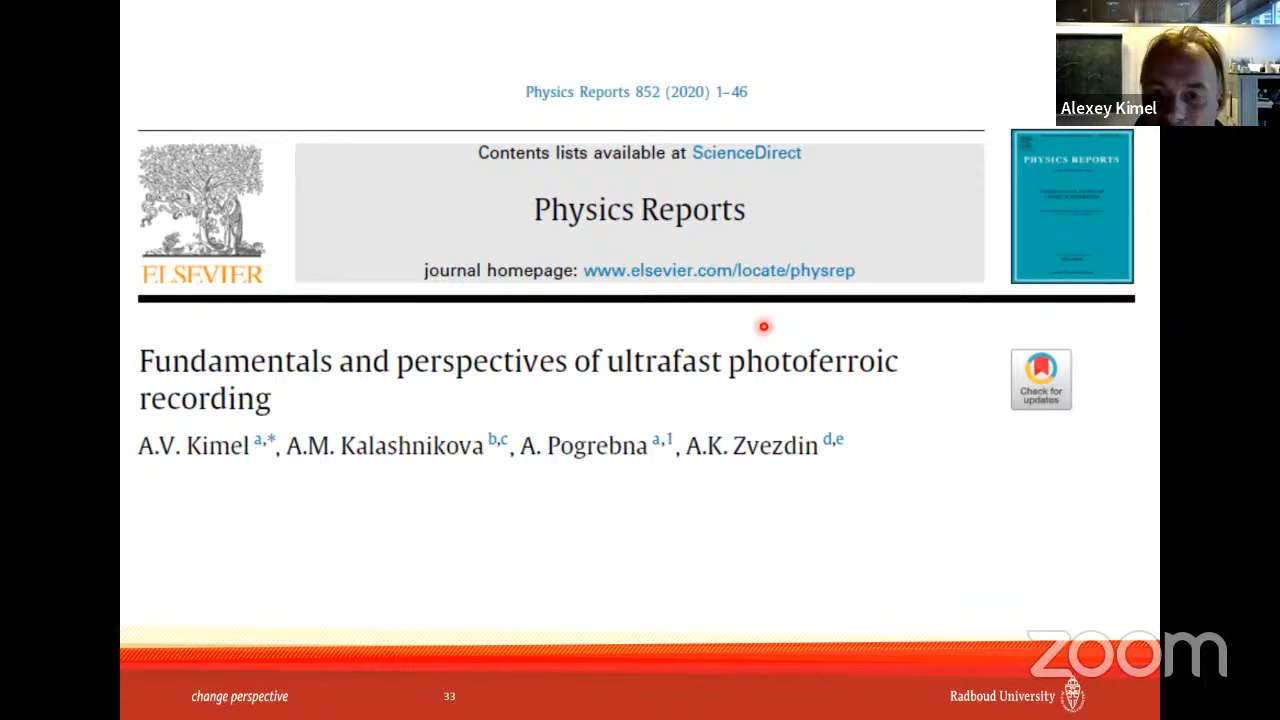 Physics Reports 852 (2020) 1–46
Alexey Kimel
Contents lists available at ScienceDirect
Physics Reports
journal homepage: www.elsevier.com/locate/physrep
ELSEVIER
PHYSICS REPORTS
Fundamentals and perspectives of ultrafast photoferroic
recording
Check for
updates
A.V. Kimel a,*, A.M. Kalashnikova b,c, A. Pogrebna a,1, A.K. Zvezdin d,e
zoom
change perspective
33
Radboud University